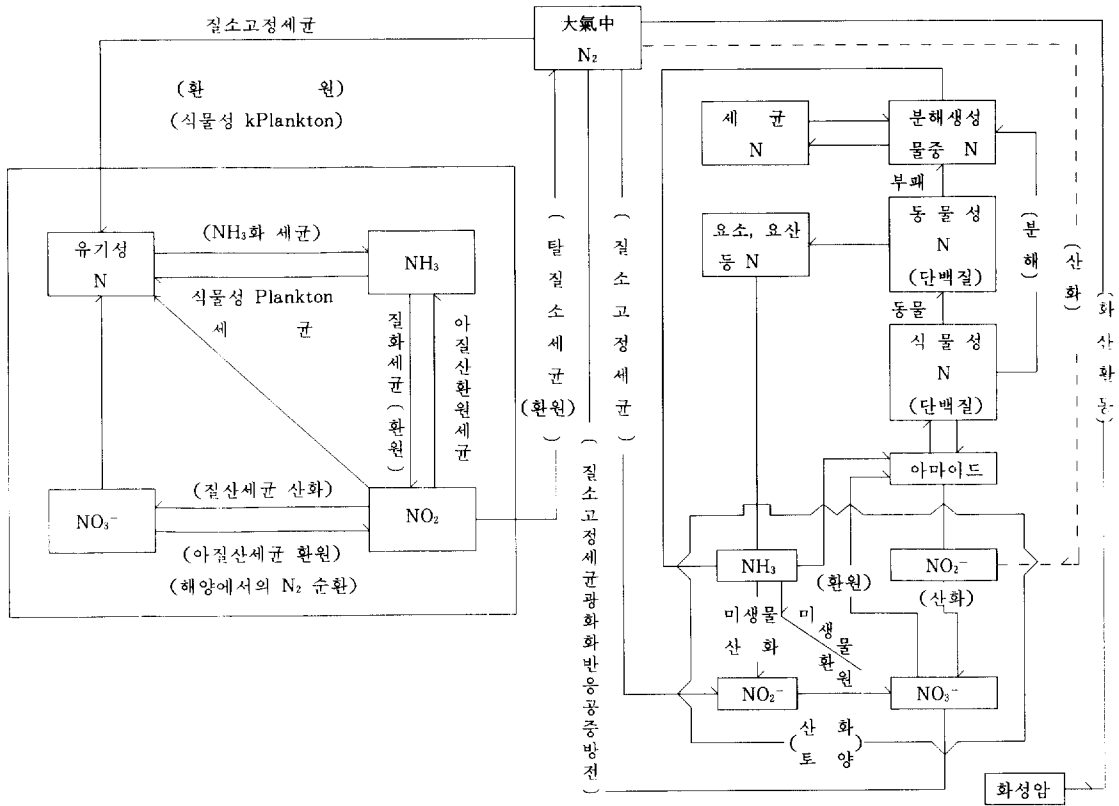 질소고정세균
大氣中
N₂
(환 원)
(식물성 kPlankton)
유기성
N
(NH₃화 세균)
NH₃
식물성 Plankton
세 균
질화세균(환원)
아질산환원세균
NO₃⁻
(질산세균 산화)
NO₂
(아질산세균 환원)
(해양에서의 N₂ 순환)
(탈질소세균)
(환원)
(질소고정세균)
(질소고정세균광화화반응공중방전)
세 균
N
분해생성
물중 N
부패
요소, 요산
등 N
동 물 성
N
(단백질)
(분해)
동물
식 물 성
N
(단백질)
(산화)
(화산활동)
아마이드
NH₃
(환원)
NO₂⁻
(산화)
미생물
산 화
미생물환원
NO₂⁻
NO₃⁻
산 화
(토 양)
화성암